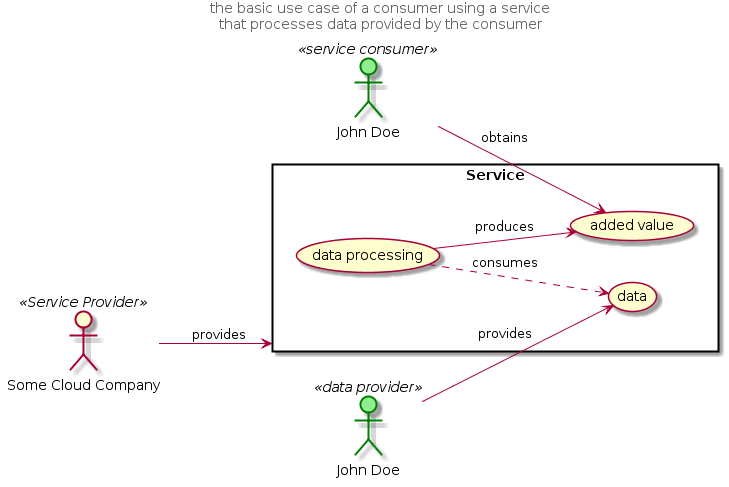 the basic use case of a consumer using a service
that processes data provided by the consumer
«service consumer»
John Doe
obtains
Service
added value
produces
data processing
consumes
data
«Service Provider»
provides
provides
Some Cloud Company
«data provider»
John Doe